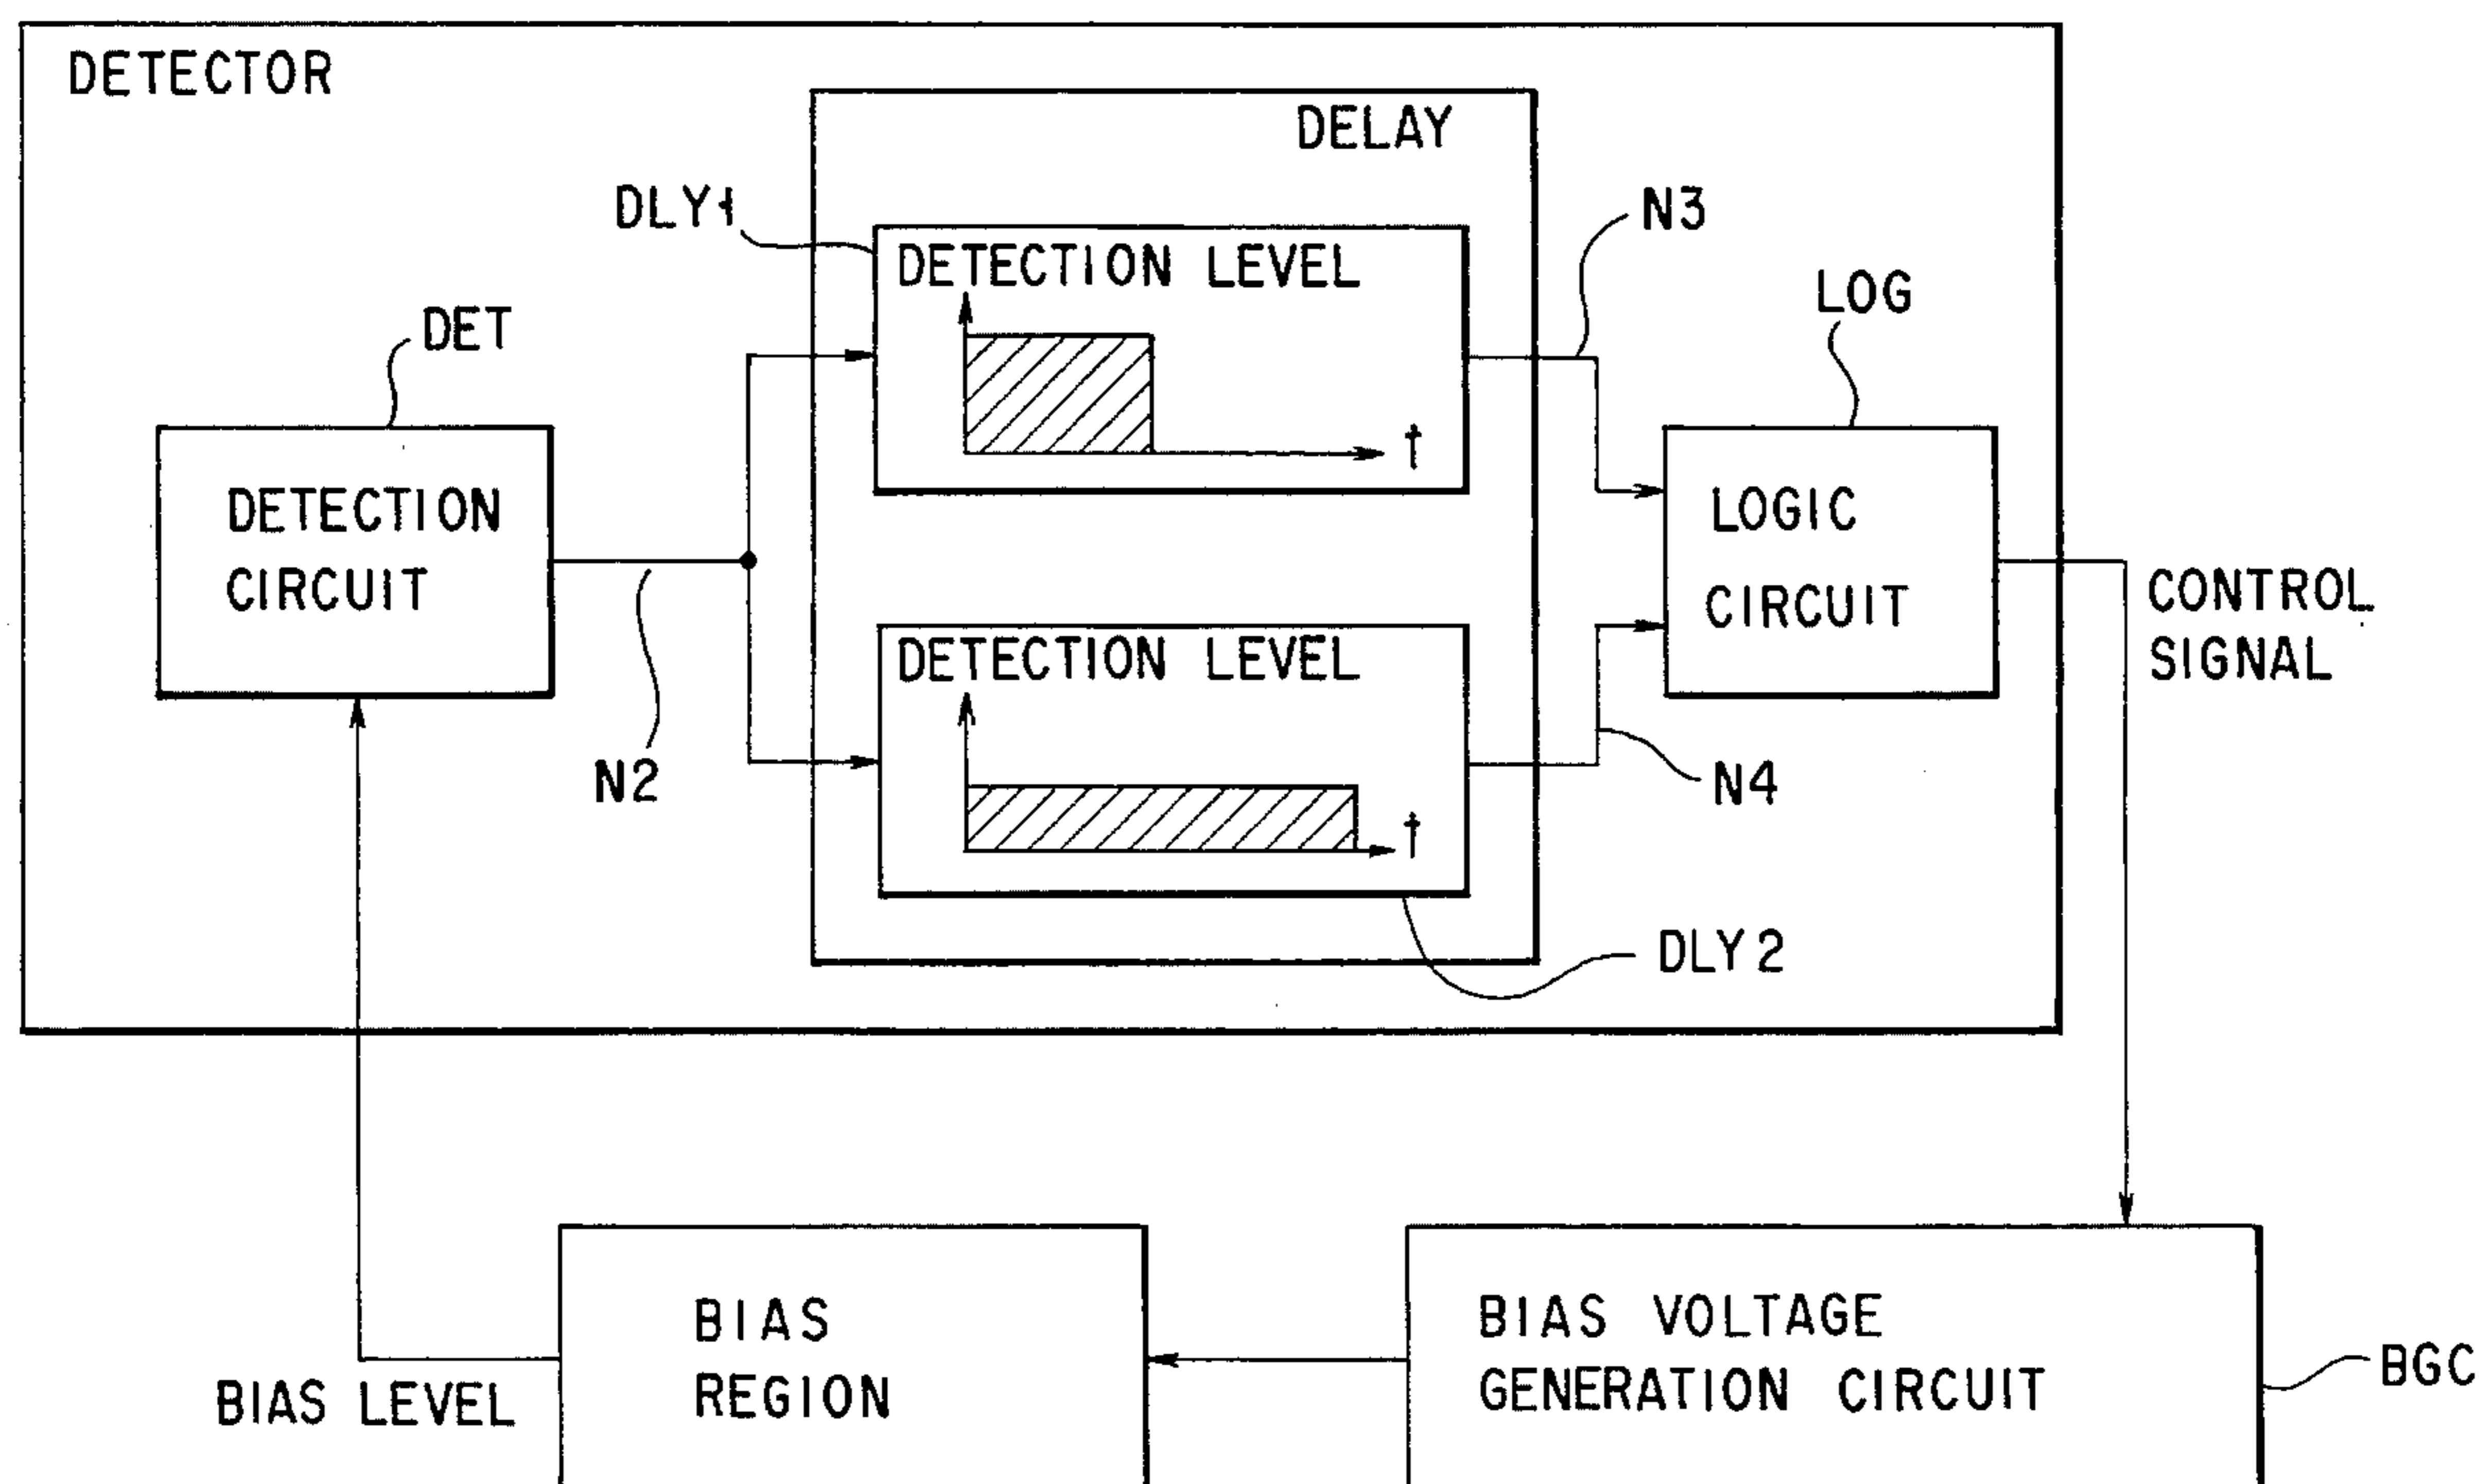 DETECTOR
DELAY
DLY1
N3
DETECTION LEVEL
LOG
DET
t
DETECTION
CIRCUIT
LOGIC
CIRCUIT
CONTROL
SIGNAL
DETECTION LEVEL
N2
N4
t
DLY2
BIAS
REGION
BIAS VOLTAGE
GENERATION CIRCUIT
BGC
BIAS LEVEL